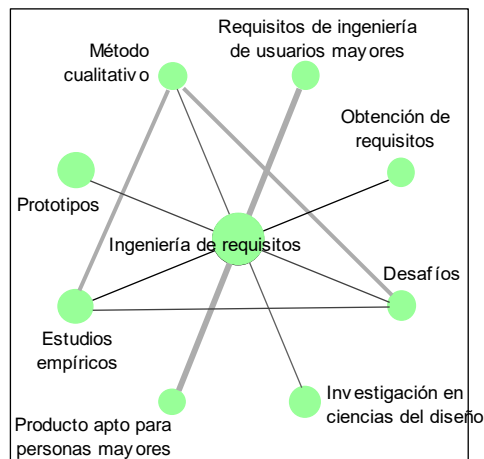 Requisitos de ingeniería
de usuarios mayores
Método
cualitativo
Obtención de
requisitos
Prototipos
Ingeniería de requisitos
Desafíos
Estudios
empíricos
Investigación en
ciencias del diseño
Producto apto para
personas mayores